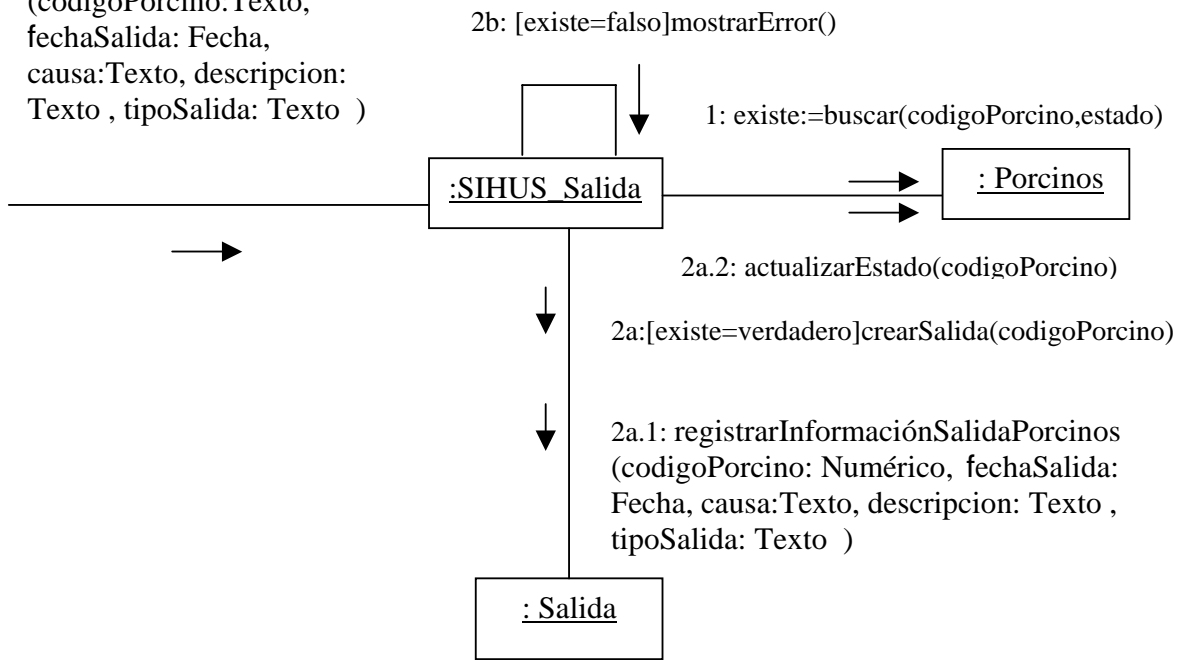 (codigoPorcino:Texto,
fechaSalida: Fecha,
causa:Texto, descripcion:
Texto , tipoSalida: Texto )
2b: [existe=falso]mostrarError()
1: existe:=buscar(codigoPorcino,estado)
:SIHUS_Salida
: Porcinos
2a.2: actualizarEstado(codigoPorcino)
2a:[existe=verdadero]crearSalida(codigoPorcino)
2a.1: registrarInformaciónSalidaPorcinos
(codigoPorcino: Numérico, fechaSalida:
Fecha, causa:Texto, descripcion: Texto ,
tipoSalida: Texto )
: Salida